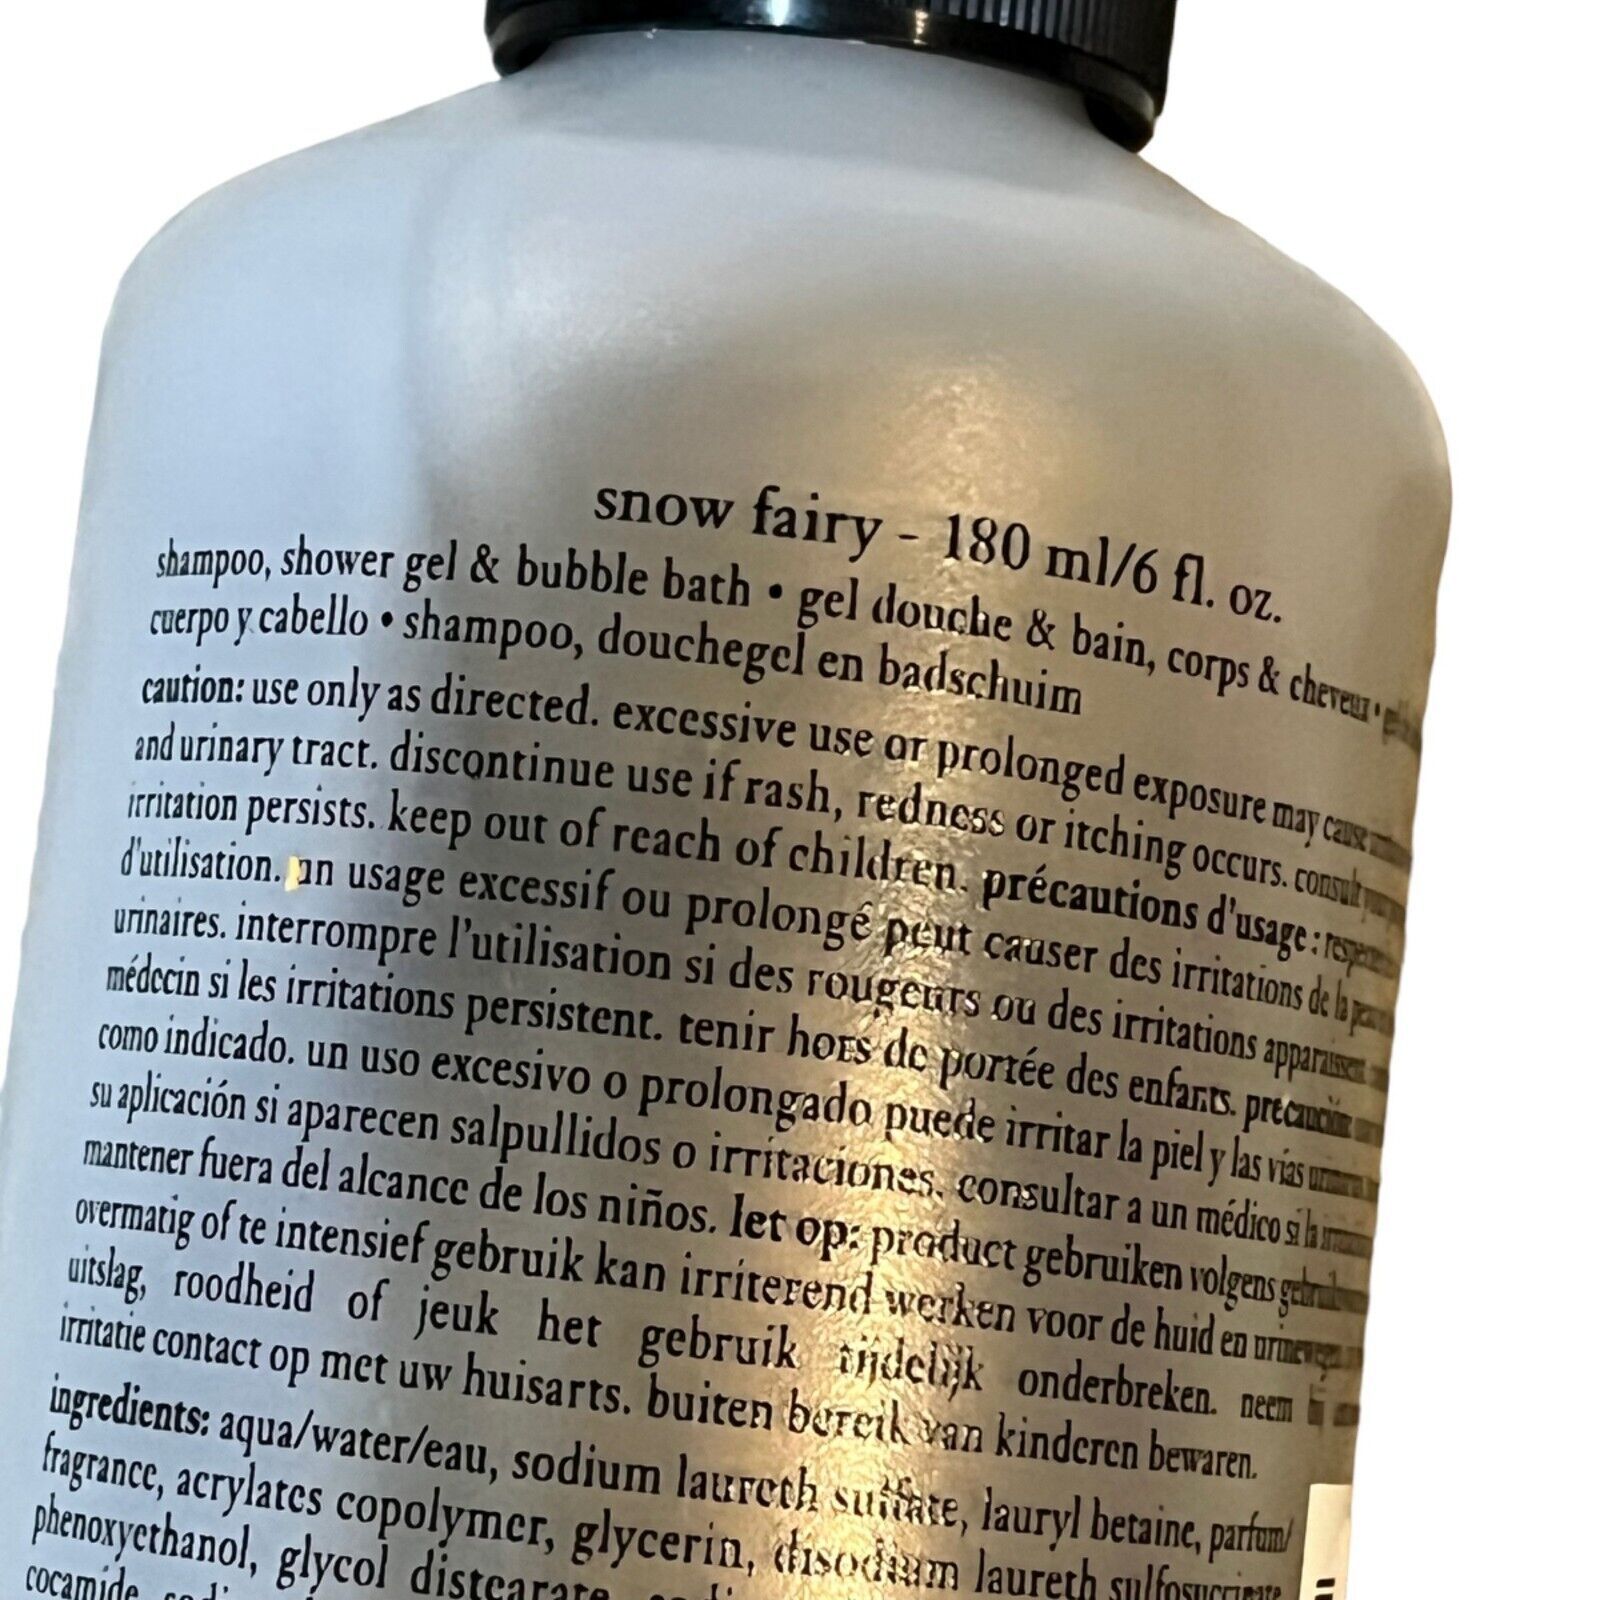 snow fairy - 180 ml/6 fl. oz.
shampoo, shower gel & bubble bath • gel douche & bain, corps & cheveux •
cuerpo y cabello • shampoo, douchegel en badschuim
caution: use only as directed. excessive use or prolonged exposure may cause
and urinary tract. discontinue use if rash, redness or itching occurs. consult
irritation persists. keep out of reach of children. précautions d'usage :
d'utilisation. un usage excessif ou prolongé peut causer des irritations de la
urinaires. interrompre l'utilisation si des rougeurs ou des irritations apparaissent
médecin si les irritations persistent. tenir hors de portée des enfants. precaución
como indicado. un uso excesivo o prolongado puede irritar la piel y las vías
su aplicación si aparecen salpullidos o irritaciones. consultar a un médico si la
mantener fuera del alcance de los niños. let op: product gebruiken volgens
overmatig of te intensief gebruik kan irriterend werken voor de huid en
uitslag, roodheid of jeuk het gebruik tijdelijk onderbreken. neem
irritatie contact op met uw huisarts. buiten bereik van kinderen bewaren.
ingredients: aqua/water/eau, sodium laureth sulfate, lauryl betaine, parfum/
fragrance, acrylates copolymer, glycerin, disodium laureth sulfosuccinate,
phenoxyethanol, glycol distearate,
cocamide